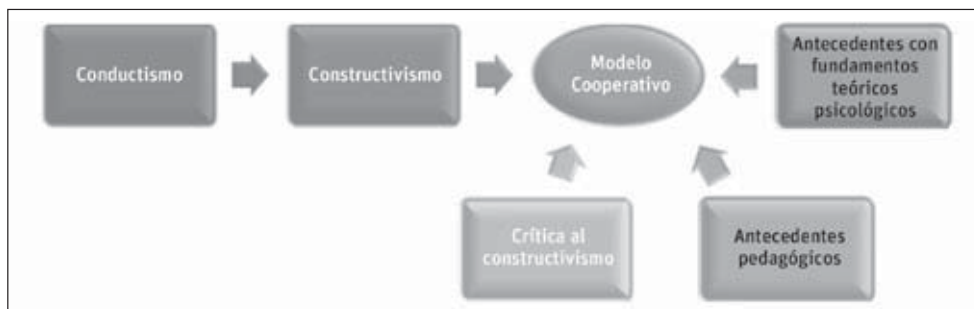 Conductismo
Constructivismo
Modelo
Cooperativo
Antecedentes con
fundamentos
teóricos
psicológicos
Crítica al
constructivismo
Antecedentes
pedagógicos